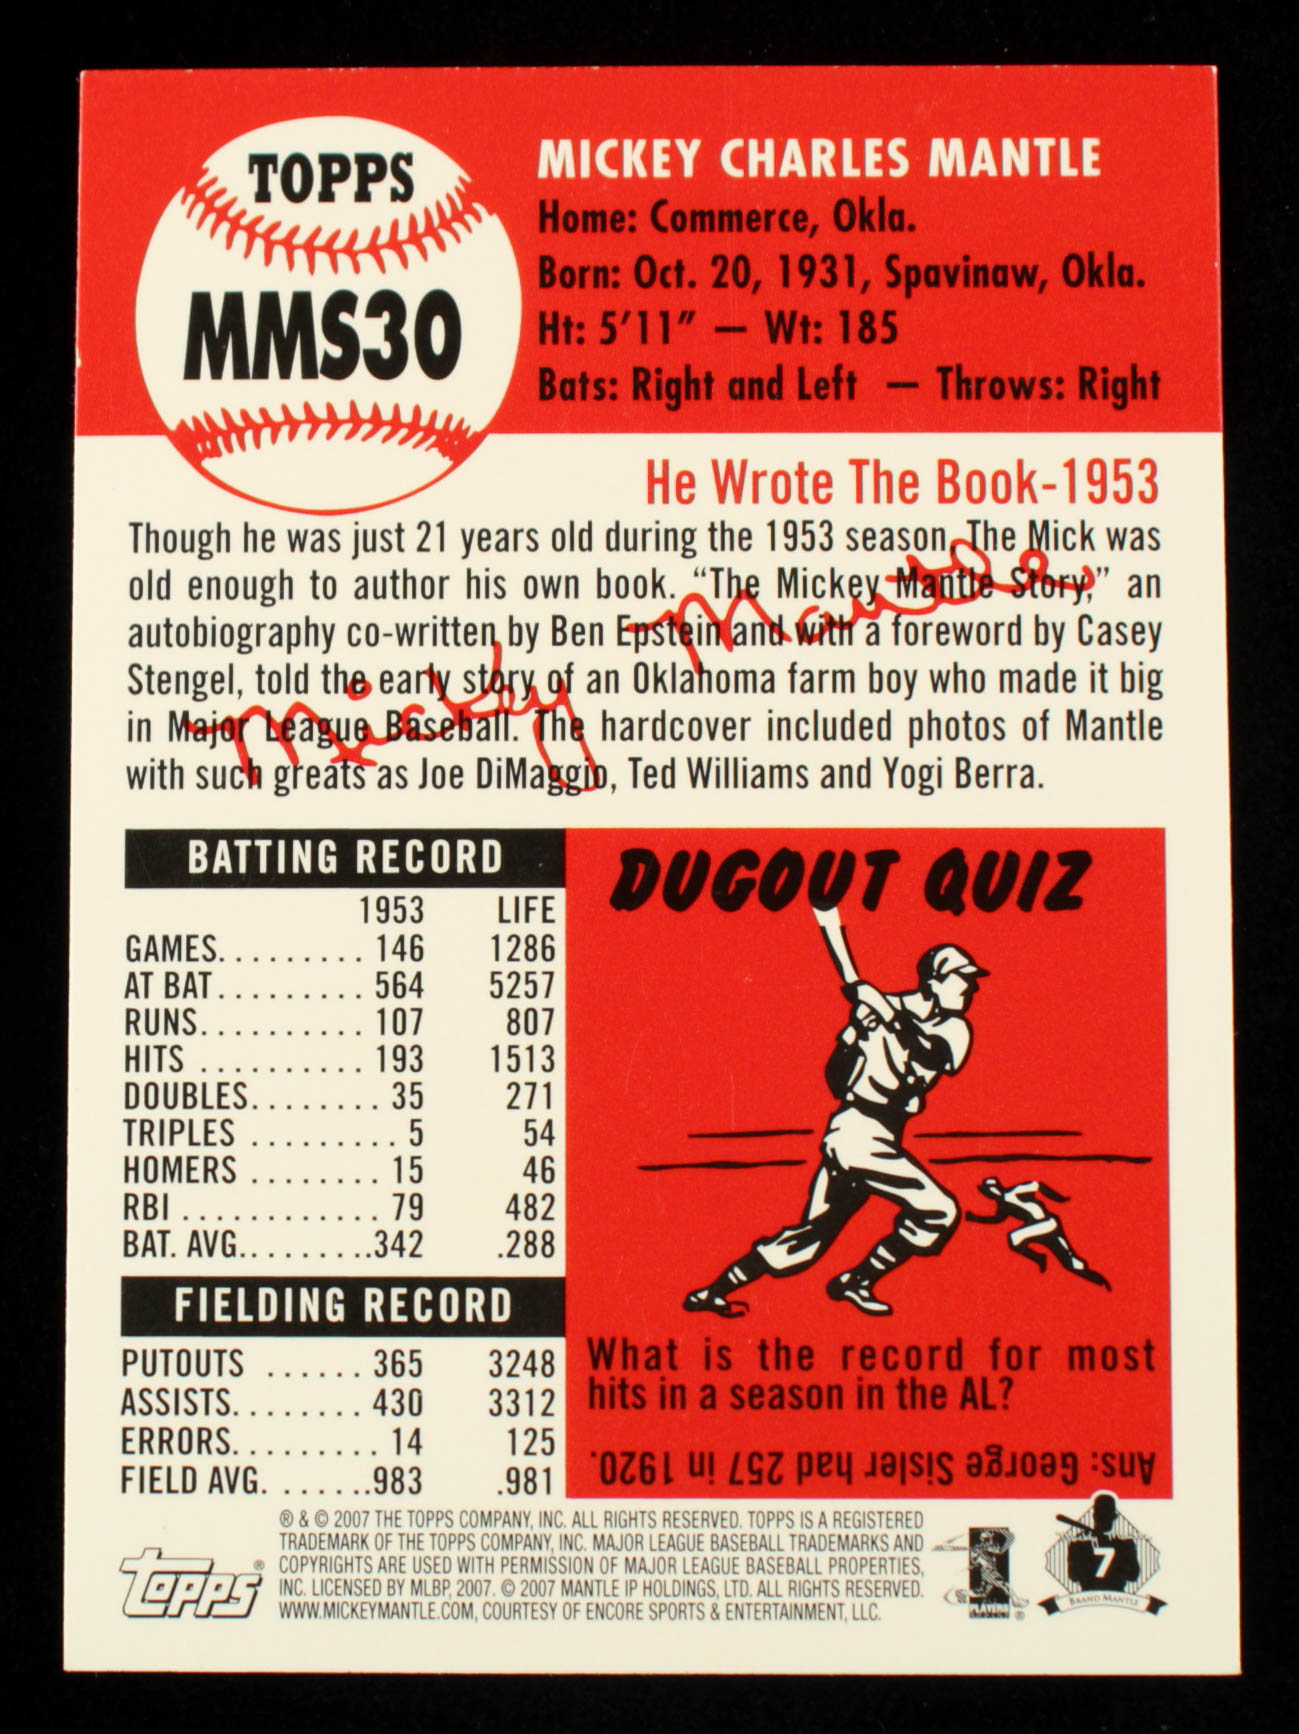 TOPPS
MMS30
MICKEY CHARLES MANTLE
Home: Commerce, Okla.
Born: Oct. 20, 1931, Spavinaw, Okla.
Ht: 5'11" — Wt: 185
Bats: Right and Left — Throws: Right
He Wrote The Book-1953
Though he was just 21 years old during the 1953 season, The Mick was
old enough to author his own book. “The Mickey Mantle Story,” an
autobiography co-written by Ben Epstein and with a foreword by Casey
Stengel, told the early story of an Oklahoma farm boy who made it big
in Major League Baseball. The hardcover included photos of Mantle
with such greats as Joe DiMaggio, Ted Williams and Yogi Berra.
Mickey Mantle
BATTING RECORD
1953 LIFE
GAMES......... 146 1286
AT BAT......... 564 5257
RUNS.......... 107 807
HITS .......... 193 1513
DOUBLES........ 35 271
TRIPLES ......... 5 54
HOMERS ........ 15 46
RBI ............ 79 482
BAT. AVG.........342 .288
FIELDING RECORD
PUTOUTS ...... 365 3248
ASSISTS........ 430 3312
ERRORS......... 14 125
FIELD AVG. .......983 .981
DUGOUT QUIZ
What is the record for most
hits in a season in the AL?
Ans: George Sisler had 257 in 1920.
Topps®
® & © 2007 THE TOPPS COMPANY, INC. ALL RIGHTS RESERVED. TOPPS IS A REGISTERED
TRADEMARK OF THE TOPPS COMPANY, INC. MAJOR LEAGUE BASEBALL TRADEMARKS AND
COPYRIGHTS ARE USED WITH PERMISSION OF MAJOR LEAGUE BASEBALL PROPERTIES,
INC. LICENSED BY MLBP, 2007. © 2007 MANTLE IP HOLDINGS, LTD. ALL RIGHTS RESERVED.
WWW.MICKEYMANTLE.COM, COURTESY OF ENCORE SPORTS & ENTERTAINMENT, LLC.
PLAYERS
®
7
BRAND MANTLE